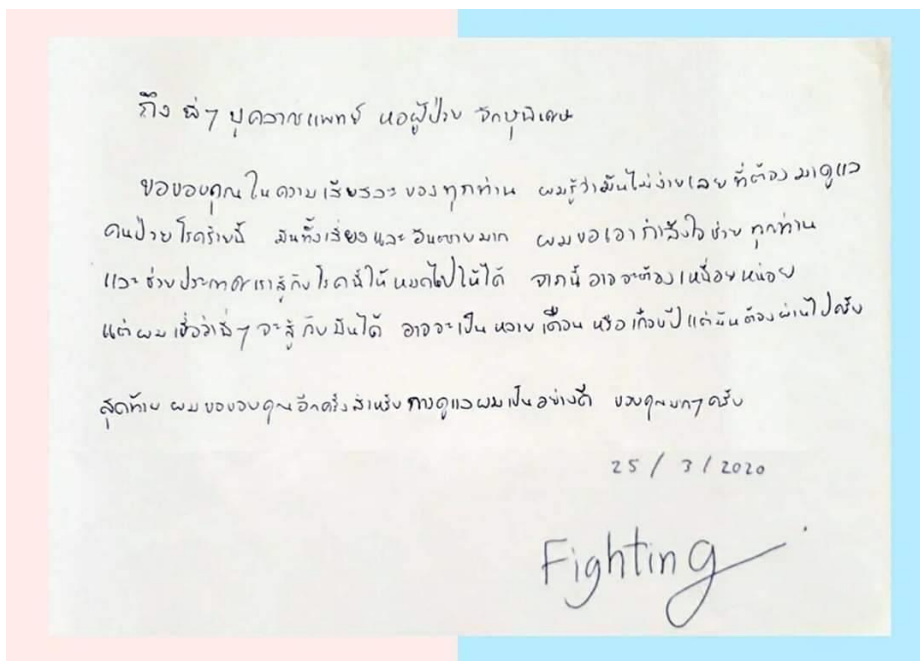 ถึง พี่ๆ บุคลากรแพทย์ หอผู้ป่วย จักษุพิเศษ
ขอขอบคุณในความเสียสละของทุกท่าน ผมรู้ว่ามันไม่ง่ายเลยที่ต้องมาดูแล
คนป่วยโรคร้ายนี้ มันทั้งเสี่ยงและอันตรายมาก ผมขอเอากำลังใจช่วยทุกท่าน
และช่วยประเทศเราสู้กับโรคนี้ให้หมดไปให้ได้ จากนี้อาจจะต้องเหนื่อยหน่อย
แต่ผมเชื่อว่าพี่ๆ จะสู้กับมันได้ อาจจะเป็นหลายเดือน หรือเกือบปี แต่มันต้องผ่านไปครับ
สุดท้าย ผมขอขอบคุณอีกครั้งสำหรับการดูแลผมเป็นอย่างดี ขอบคุณมากๆครับ
25 / 3 / 2020
Fighting